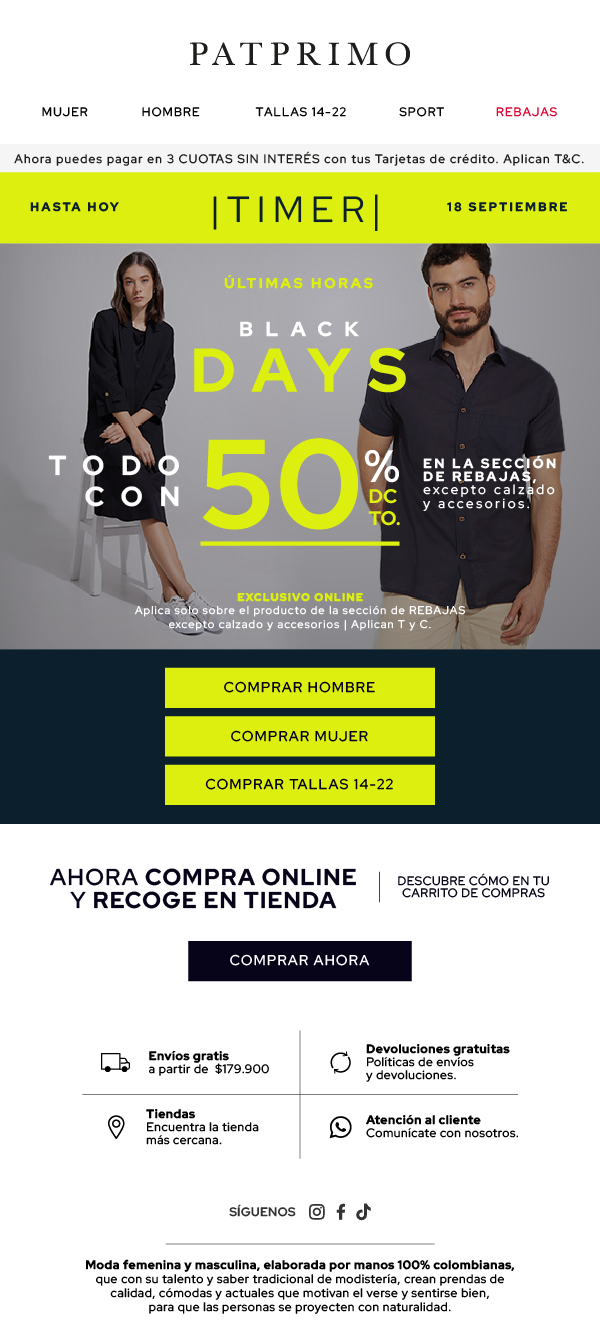 PATPRIMO
MUJER HOMBRE TALLAS 14-22 SPORT REBAJAS
Ahora puedes pagar en 3 CUOTAS SIN INTERÉS con tus Tarjetas de crédito. Aplican T&C.
HASTA HOY |TIMER| 18 SEPTIEMBRE
ÚLTIMAS HORAS
BLACK
DAYS
TODO
CON
50%
DC
TO.
EN LA SECCIÓN
DE REBAJAS,
excepto calzado
y accesorios.
EXCLUSIVO ONLINE
Aplica solo sobre el producto de la sección de REBAJAS
excepto calzado y accesorios | Aplican T y C.
COMPRAR HOMBRE
COMPRAR MUJER
COMPRAR TALLAS 14-22
AHORA COMPRA ONLINE
Y RECOGE EN TIENDA
DESCUBRE CÓMO EN TU
CARRITO DE COMPRAS
COMPRAR AHORA
Envíos gratis
a partir de $179.900
Devoluciones gratuitas
Políticas de envíos
y devoluciones.
Tiendas
Encuentra la tienda
más cercana.
Atención al cliente
Comunícate con nosotros.
SÍGUENOS
Moda femenina y masculina, elaborada por manos 100% colombianas,
que con su talento y saber tradicional de modistería, crean prendas de
calidad, cómodas y actuales que motivan el verse y sentirse bien,
para que las personas se proyecten con naturalidad.